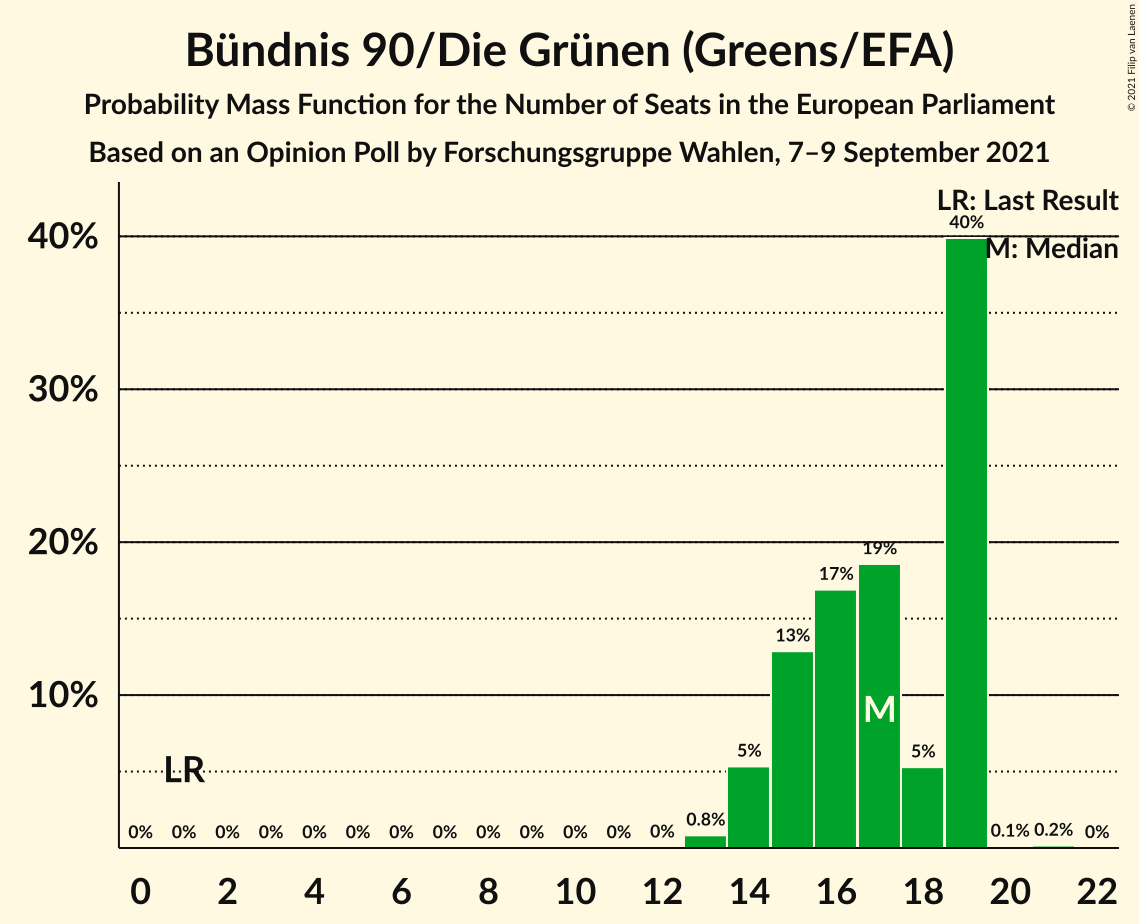 Bündnis 90/Die Grünen (Greens/EFA)
Probability Mass Function for the Number of Seats in the European Parliament
Based on an Opinion Poll by Forschungsgruppe Wahlen, 7–9 September 2021
© 2021 Filip van Laenen
LR: Last Result
M: Median
40%
30%
20%
10%
0% 0% 0% 0% 0% 0% 0% 0% 0% 0% 0% 0% 0% 0.8% 5% 13% 17% 19% 5% 40% 0.1% 0.2% 0%
LR
M
0 2 4 6 8 10 12 14 16 18 20 22